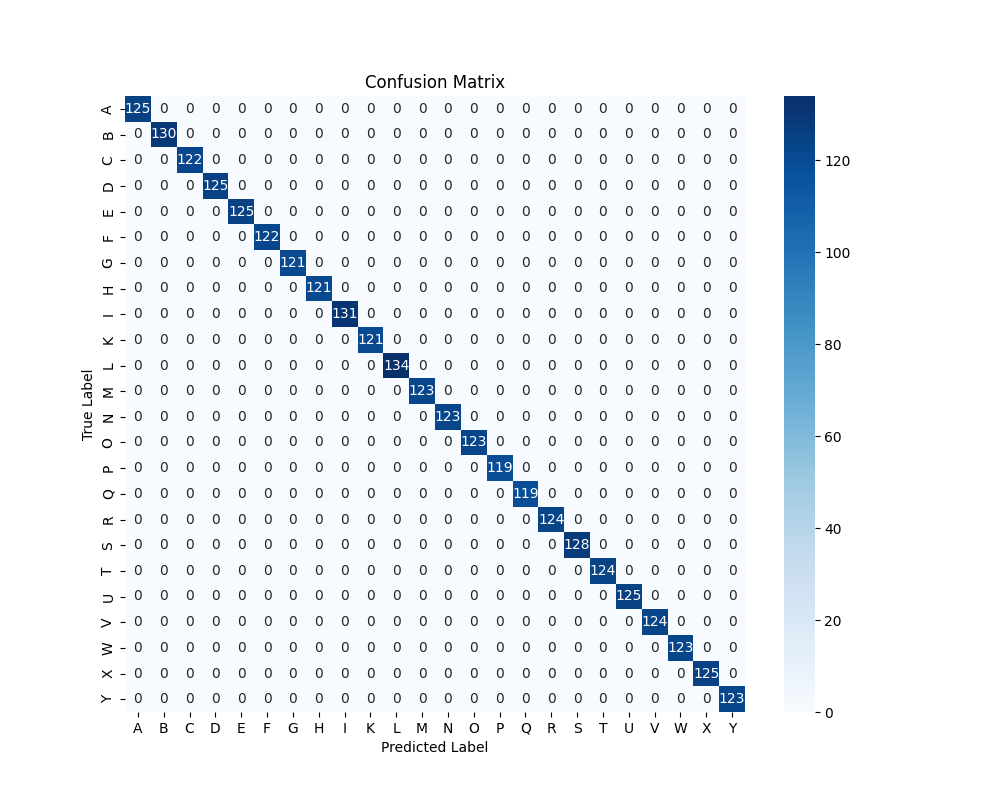 Confusion Matrix
A 125 0 0 0 0 0 0 0 0 0 0 0 0 0 0 0 0 0 0 0 0 0 0 0
B 0 130 0 0 0 0 0 0 0 0 0 0 0 0 0 0 0 0 0 0 0 0 0 0
C 0 0 122 0 0 0 0 0 0 0 0 0 0 0 0 0 0 0 0 0 0 0 0 0
D 0 0 0 125 0 0 0 0 0 0 0 0 0 0 0 0 0 0 0 0 0 0 0 0
E 0 0 0 0 125 0 0 0 0 0 0 0 0 0 0 0 0 0 0 0 0 0 0 0
F 0 0 0 0 0 122 0 0 0 0 0 0 0 0 0 0 0 0 0 0 0 0 0 0
G 0 0 0 0 0 0 121 0 0 0 0 0 0 0 0 0 0 0 0 0 0 0 0 0
H 0 0 0 0 0 0 0 121 0 0 0 0 0 0 0 0 0 0 0 0 0 0 0 0
I 0 0 0 0 0 0 0 0 131 0 0 0 0 0 0 0 0 0 0 0 0 0 0 0
K 0 0 0 0 0 0 0 0 0 121 0 0 0 0 0 0 0 0 0 0 0 0 0 0
L 0 0 0 0 0 0 0 0 0 0 134 0 0 0 0 0 0 0 0 0 0 0 0 0
M 0 0 0 0 0 0 0 0 0 0 0 123 0 0 0 0 0 0 0 0 0 0 0 0
N 0 0 0 0 0 0 0 0 0 0 0 0 123 0 0 0 0 0 0 0 0 0 0 0
O 0 0 0 0 0 0 0 0 0 0 0 0 0 123 0 0 0 0 0 0 0 0 0 0
P 0 0 0 0 0 0 0 0 0 0 0 0 0 0 119 0 0 0 0 0 0 0 0 0
Q 0 0 0 0 0 0 0 0 0 0 0 0 0 0 0 119 0 0 0 0 0 0 0 0
R 0 0 0 0 0 0 0 0 0 0 0 0 0 0 0 0 124 0 0 0 0 0 0 0
S 0 0 0 0 0 0 0 0 0 0 0 0 0 0 0 0 0 128 0 0 0 0 0 0
T 0 0 0 0 0 0 0 0 0 0 0 0 0 0 0 0 0 0 124 0 0 0 0 0
U 0 0 0 0 0 0 0 0 0 0 0 0 0 0 0 0 0 0 0 125 0 0 0 0
V 0 0 0 0 0 0 0 0 0 0 0 0 0 0 0 0 0 0 0 0 124 0 0 0
W 0 0 0 0 0 0 0 0 0 0 0 0 0 0 0 0 0 0 0 0 0 123 0 0
X 0 0 0 0 0 0 0 0 0 0 0 0 0 0 0 0 0 0 0 0 0 0 125 0
Y 0 0 0 0 0 0 0 0 0 0 0 0 0 0 0 0 0 0 0 0 0 0 0 123
A B C D E F G H I K L M N O P Q R S T U V W X Y
Predicted Label
True Label
120
100
80
60
40
20
0